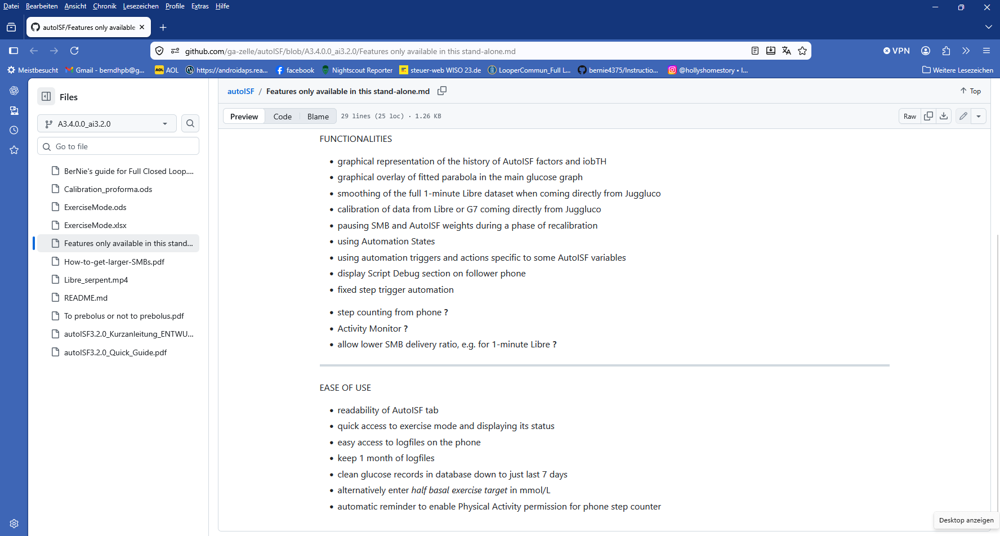 Datei Bearbeiten Ansicht Chronik Lesezeichen Profile Extras Hilfe
autoISF/Features only available
github.com/ga-zelle/autoISF/blob/A3.4.0.0_ai3.2.0/Features only available in this stand-alone.md
VPN
Meistbesucht
Gmail - berndhpb@g...
AOL AOL
https://androidaps.rea...
facebook
Nightscout Reporter
steuer-web WISO 23.de
LooperCommun_Full L...
bernie4375/Instructio...
@hollyshomestory • I...
Weitere Lesezeichen
Files
A3.4.0.0_ai3.2.0
Go to file
BerNie's guide for Full Closed Loop....
Calibration_proforma.ods
ExerciseMode.ods
ExerciseMode.xlsx
Features only available in this stand...
How-to-get-larger-SMBs.pdf
Libre_serpent.mp4
README.md
To prebolus or not to prebolus.pdf
autoISF3.2.0_Kurzanleitung_ENTWU...
autoISF3.2.0_Quick_Guide.pdf
autoISF / Features only available in this stand-alone.md
Top
Preview Code Blame 29 lines (25 loc) · 1.26 KB
Raw
FUNCTIONALITIES
• graphical representation of the history of AutoISF factors and iobTH
• graphical overlay of fitted parabola in the main glucose graph
• smoothing of the full 1-minute Libre dataset when coming directly from Juggluco
• calibration of data from Libre or G7 coming directly from Juggluco
• pausing SMB and AutoISF weights during a phase of recalibration
• using Automation States
• using automation triggers and actions specific to some AutoISF variables
• display Script Debug section on follower phone
• fixed step trigger automation
• step counting from phone ?
• Activity Monitor ?
• allow lower SMB delivery ratio, e.g. for 1-minute Libre ?
EASE OF USE
• readability of AutoISF tab
• quick access to exercise mode and displaying its status
• easy access to logfiles on the phone
• keep 1 month of logfiles
• clean glucose records in database down to just last 7 days
• alternatively enter half basal exercise target in mmol/L
• automatic reminder to enable Physical Activity permission for phone step counter
Desktop anzeigen